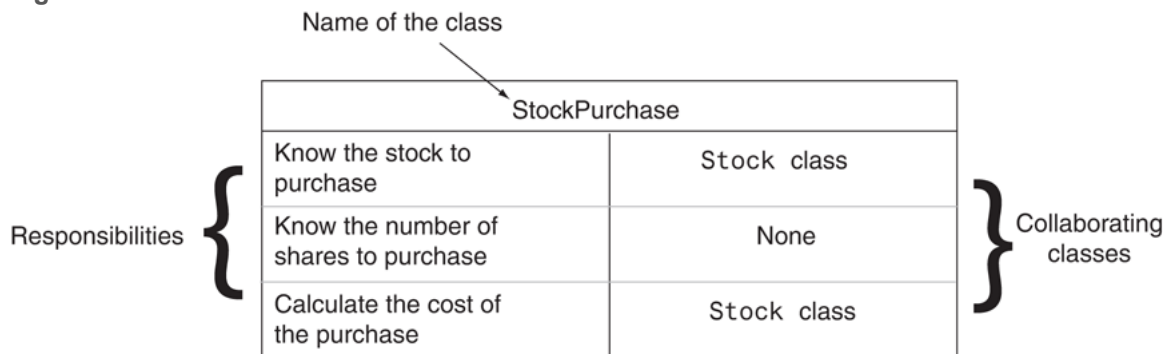 Name of the class
StockPurchase
Know the stock to
purchase
Stock class
Responsibilities
Know the number of
shares to purchase
None
Collaborating
classes
Calculate the cost of
the purchase
Stock class